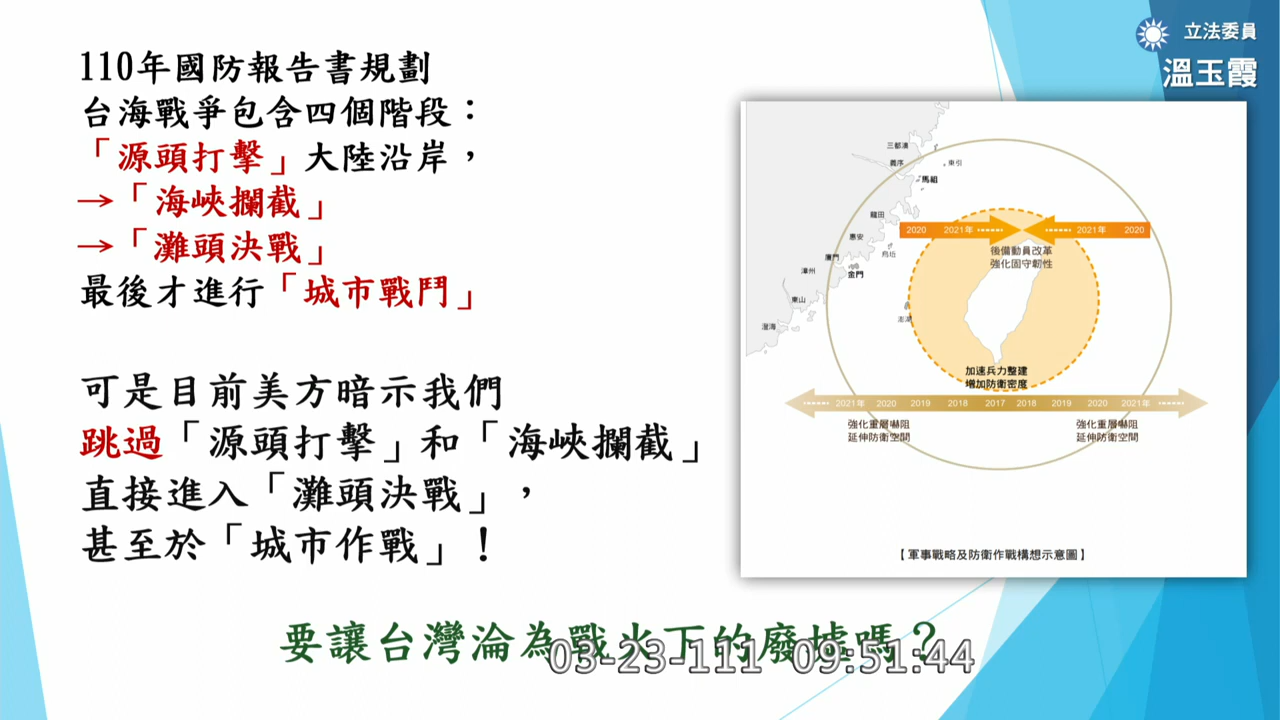 立法委員
溫玉霞
110年國防報告書規劃
台海戰爭包含四個階段：
「源頭打擊」大陸沿岸，
→「海峽攔截」
→「灘頭決戰」
最後才進行「城市戰鬥」
可是目前美方暗示我們
跳過「源頭打擊」和「海峽攔截」
直接進入「灘頭決戰」，
甚至於「城市作戰」！
要讓台灣淪為戰火下的廢墟嗎？
03-23-111 09:51:44
三都澳
東引
義序
馬祖
龍田
惠安
烏坵
廈門
漳州
金門
東山
澎湖
澄海
2020 2021年 2021年 2020
後備動員改革
強化固守韌性
加速兵力整建
增加防衛密度
2021年 2020 2019 2018 2017 2018 2019 2020 2021年
強化重層嚇阻
延伸防衛空間
強化重層嚇阻
延伸防衛空間
【軍事戰略及防衛作戰構想示意圖】